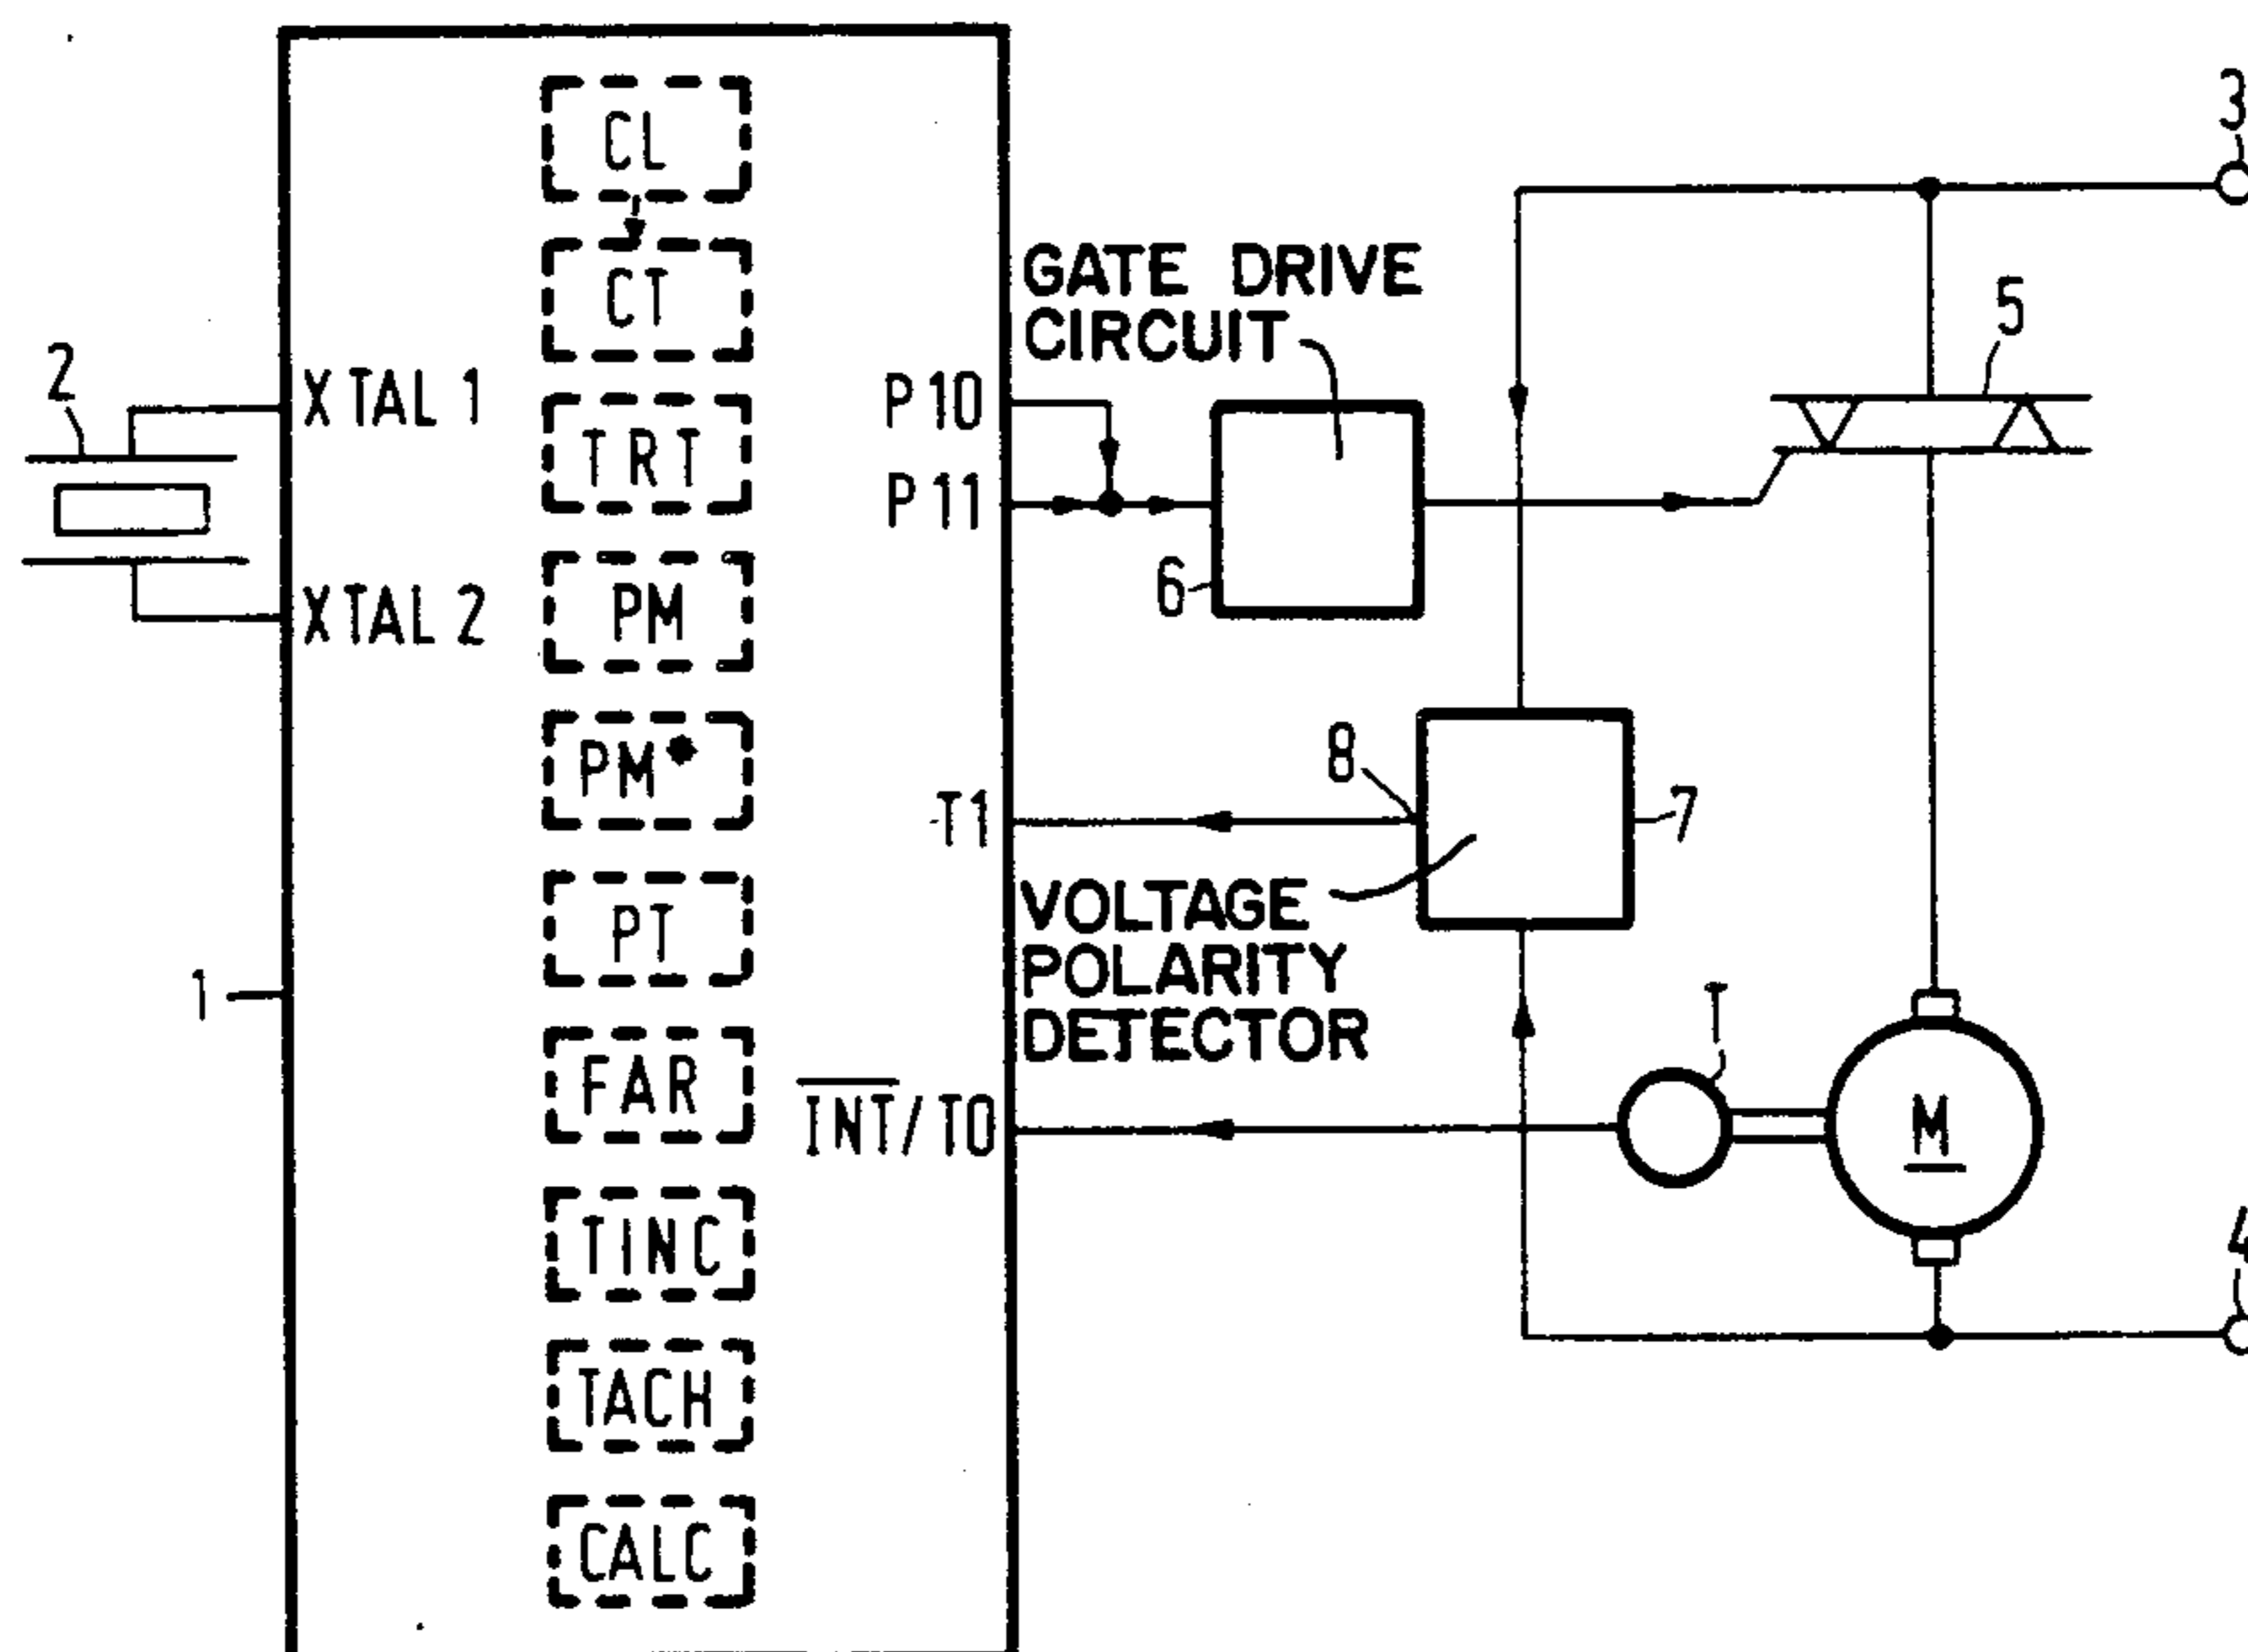 CL
CT
TRT
PM
PM*
PT
FAR
TINC
TACH
CALC
2
XTAL 1
XTAL 2
1
P10
P11
T1
INT/T0
GATE DRIVE
CIRCUIT
6
VOLTAGE
POLARITY
DETECTOR
8
7
3
5
T
M
4